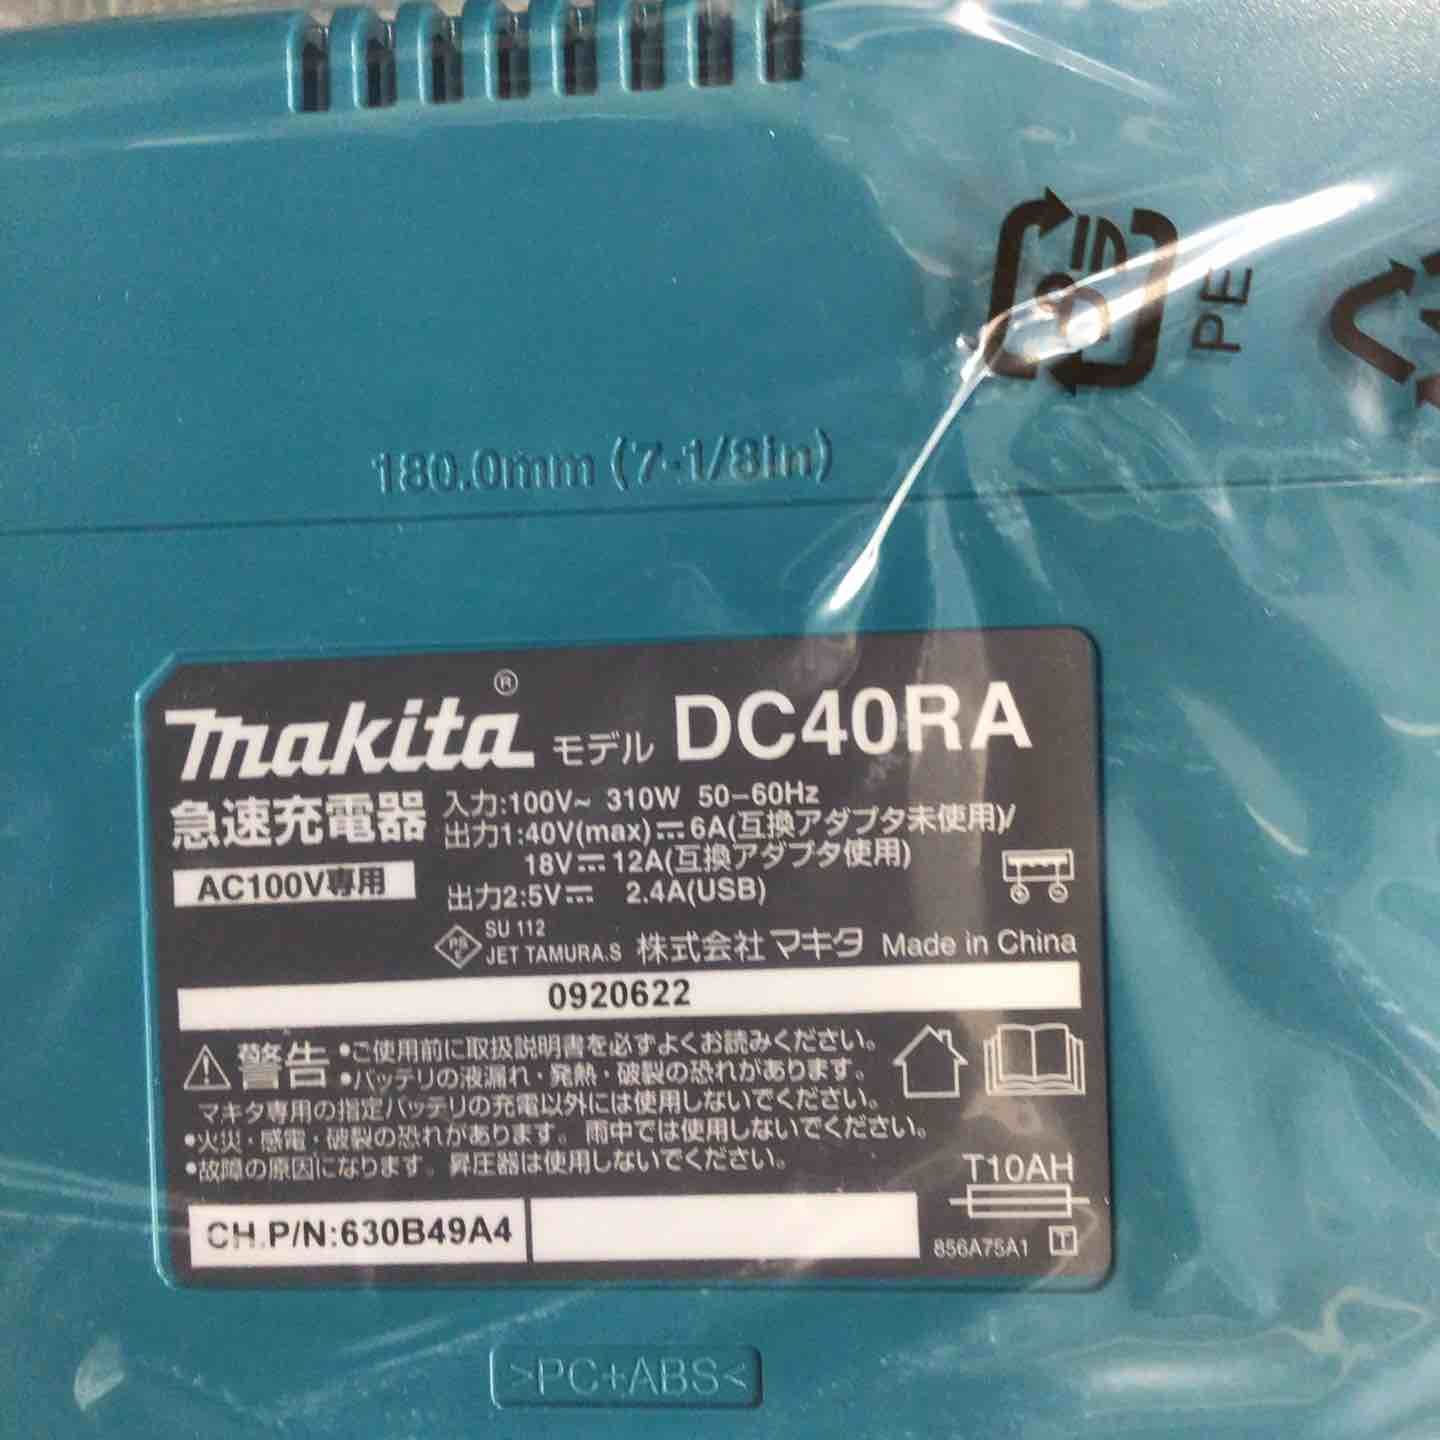 PE
180.0mm (7-1/8in)
makita® モデル DC40RA
急速充電器
AC100V専用
入力:100V~ 310W 50-60Hz
出力1:40V(max)⎓6A(互換アダプタ未使用)/
18V⎓12A(互換アダプタ使用)
出力2:5V⎓ 2.4A(USB)
PS E
SU 112
JET TAMURA.S 株式会社マキタ Made in China
0920622
⚠警告 •ご使用前に取扱説明書を必ずよくお読みください。
•バッテリの液漏れ・発熱・破裂の恐れがあります。
マキタ専用の指定バッテリの充電以外には使用しないでください。
•火災・感電・破裂の恐れがあります。雨中では使用しないでください。
•故障の原因になります。昇圧器は使用しないでください。
T10AH
CH.P/N:630B49A4
856A75A1 T
>PC+ABS<